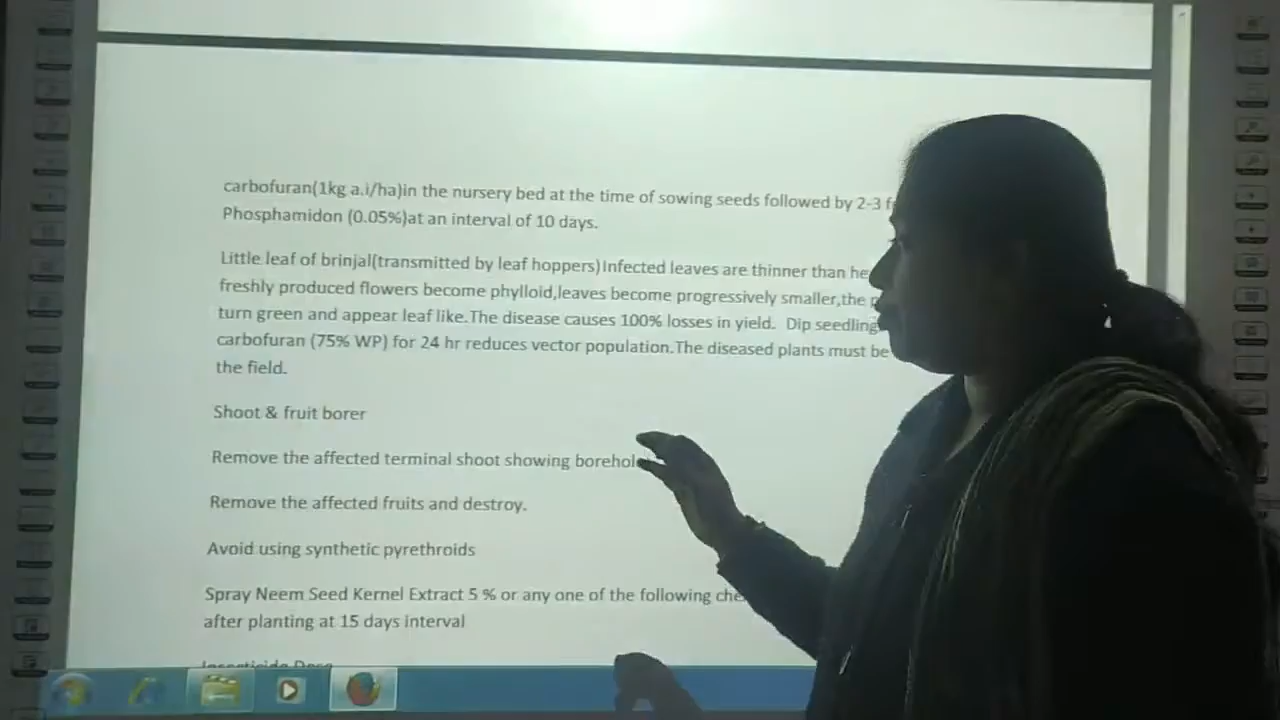 carbofuran(1kg a.i/ha)in the nursery bed at the time of sowing seeds followed by 2-3
Phosphamidon (0.05%)at an interval of 10 days.
Little leaf of brinjal(transmitted by leaf hoppers)Infected leaves are thinner than
freshly produced flowers become phylloid,leaves become progressively smaller,the
turn green and appear leaf like.The disease causes 100% losses in yield. Dip seedling
carbofuran (75% WP) for 24 hr reduces vector population.The diseased plants must be
the field.
Shoot & fruit borer
Remove the affected terminal shoot showing
Remove the affected fruits and destroy.
Avoid using synthetic pyrethroids
Spray Neem Seed Kernel Extract 5 % or any one of the following
after planting at 15 days interval
Insecticide Dose